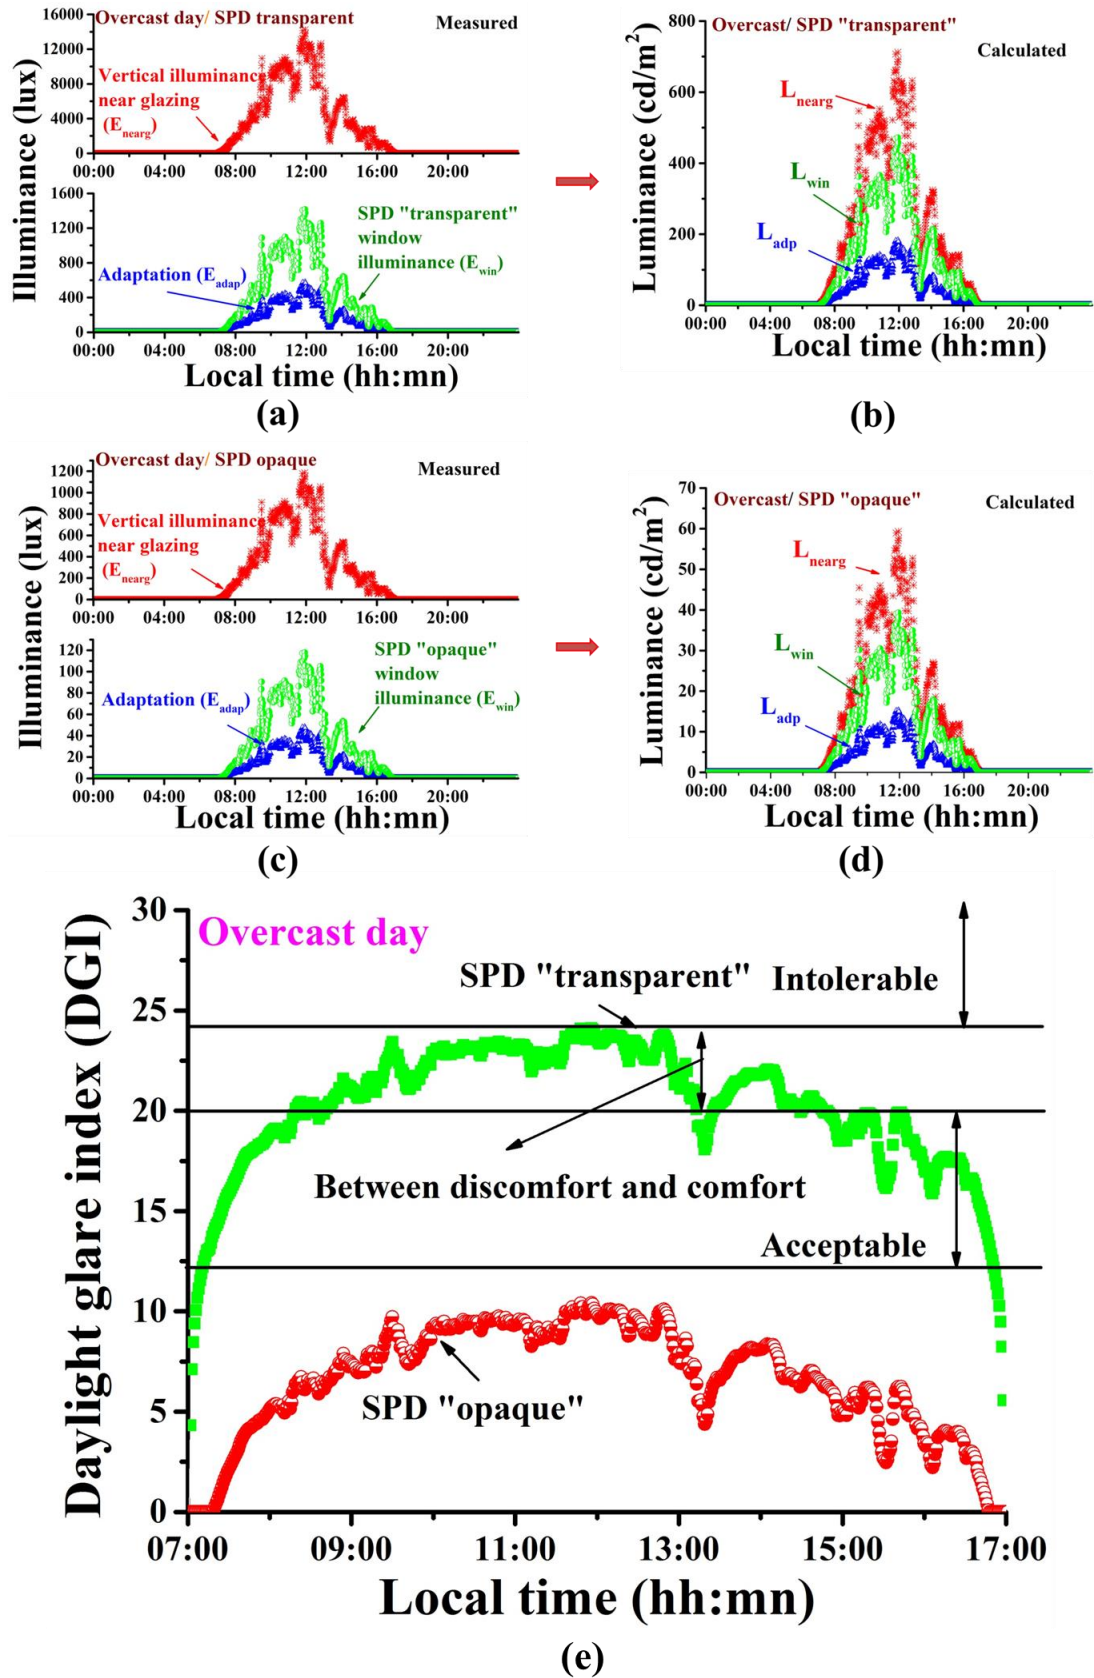 Overcast day/ SPD transparent
Measured
Vertical illuminance
near glazing
(Enearg)
16000
12000
8000
4000
0
00:00 04:00 08:00 12:00 16:00 20:00
1600
1200
800
400
0
SPD "transparent"
window
illuminance (Ewin)
Adaptation (Eadap)
00:00 04:00 08:00 12:00 16:00 20:00
Illuminance (lux)
Local time (hh:mn)
(a)
Overcast/ SPD "transparent"
Calculated
800
600
400
200
0
Lnearg
Lwin
Ladp
00:00 04:00 08:00 12:00 16:00 20:00
Luminance (cd/m2)
Local time (hh:mn)
(b)
Overcast day/ SPD opaque
Measured
1200
1000
800
600
400
200
0
Vertical illuminance
near glazing
(Enearg)
00:00 04:00 08:00 12:00 16:00 20:00
120
100
80
60
40
20
0
SPD "opaque"
window
illuminance (Ewin)
Adaptation (Eadap)
00:00 04:00 08:00 12:00 16:00 20:00
Illuminance (lux)
Local time (hh:mn)
(c)
Overcast/ SPD "opaque"
Calculated
70
60
50
40
30
20
10
0
Lnearg
Lwin
Ladp
00:00 04:00 08:00 12:00 16:00 20:00
Luminance (cd/m2)
Local time (hh:mn)
(d)
Overcast day
SPD "transparent"
Intolerable
Between discomfort and comfort
Acceptable
SPD "opaque"
30
25
20
15
10
5
0
07:00 09:00 11:00 13:00 15:00 17:00
Daylight glare index (DGI)
Local time (hh:mn)
(e)